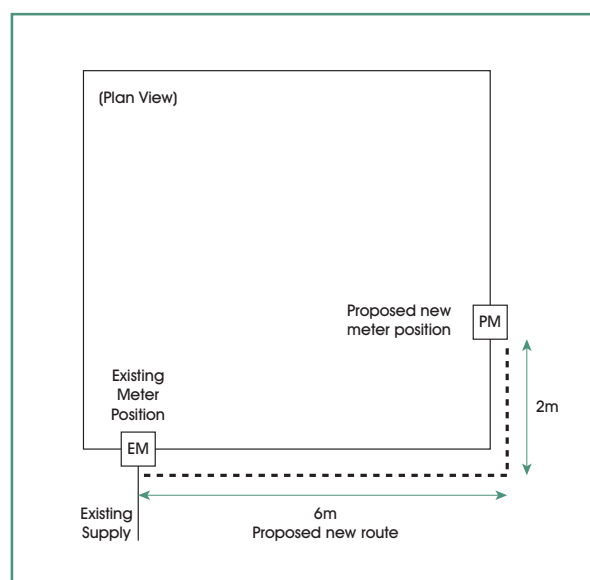 (Plan View)
Proposed new
meter position
PM
Existing
Meter
Position
EM
2m
Existing
Supply
6m
Proposed new route